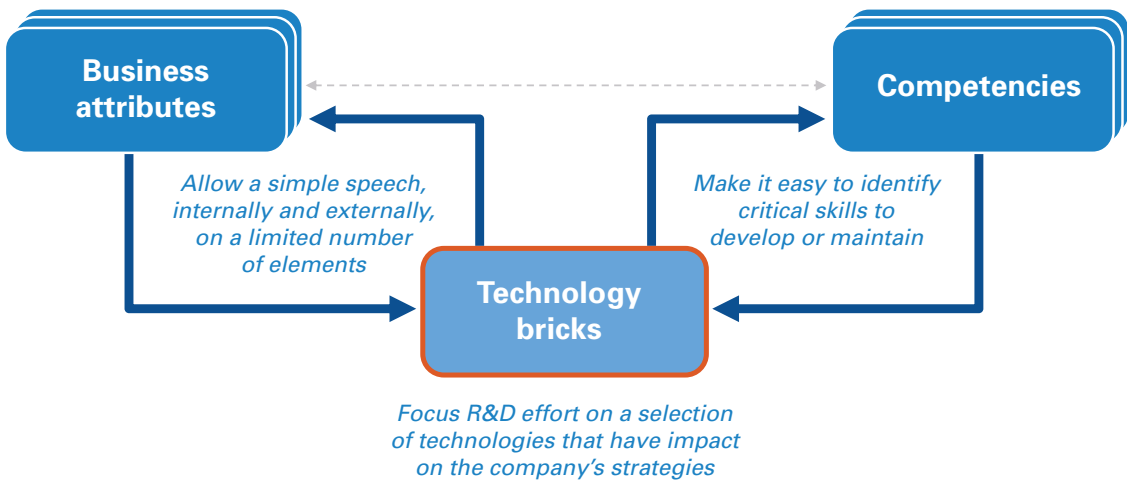 Business
attributes
Competencies
Allow a simple speech,
internally and externally,
on a limited number
of elements
Make it easy to identify
critical skills to
develop or maintain
Technology
bricks
Focus R&D effort on a selection
of technologies that have impact
on the company’s strategies